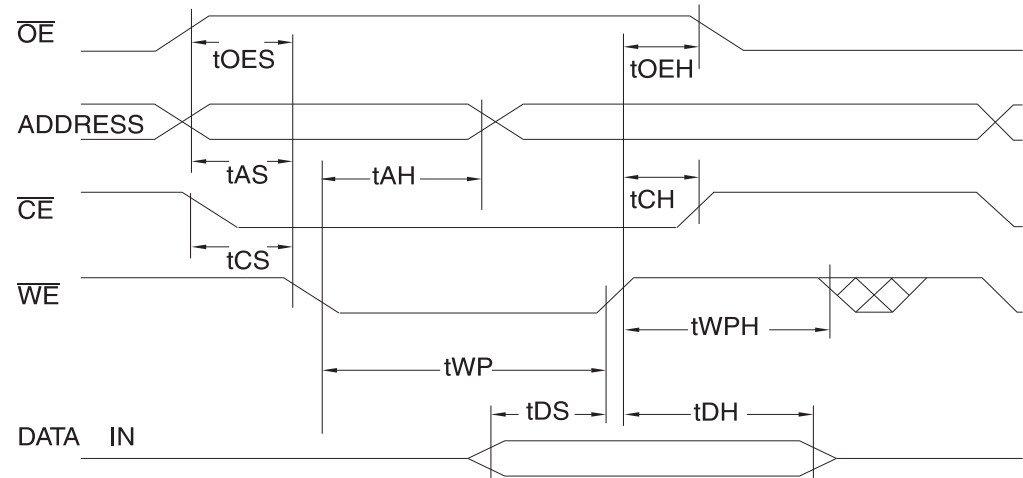 OE
tOES
tOEH
ADDRESS
tAS
tAH
tCH
CE
tCS
WE
tWPH
tWP
tDS
tDH
DATA IN